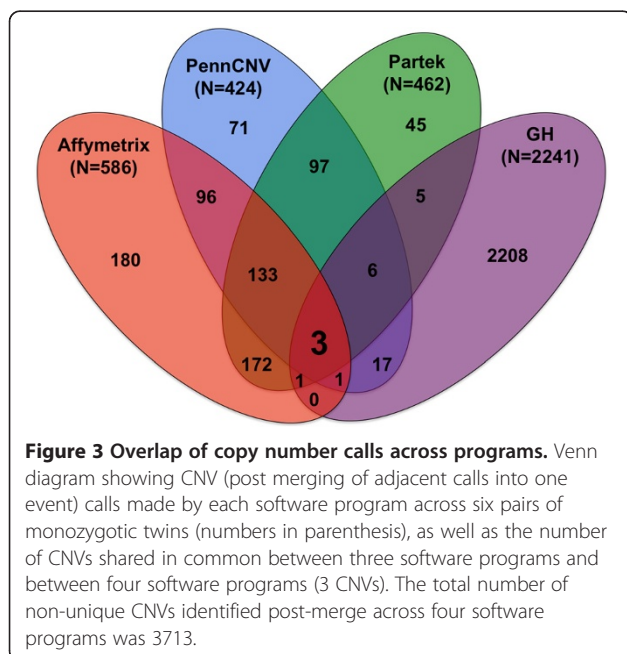 PennCNV
(N=424)
Partek
(N=462)
Affymetrix
(N=586)
GH
(N=2241)
71
45
96
97
5
180
133
6
2208
3
172
1
1
17
0
Figure 3 Overlap of copy number calls across programs. Venn
diagram showing CNV (post merging of adjacent calls into one
event) calls made by each software program across six pairs of
monozygotic twins (numbers in parenthesis), as well as the number
of CNVs shared in common between three software programs and
between four software programs (3 CNVs). The total number of
non-unique CNVs identified post-merge across four software
programs was 3713.